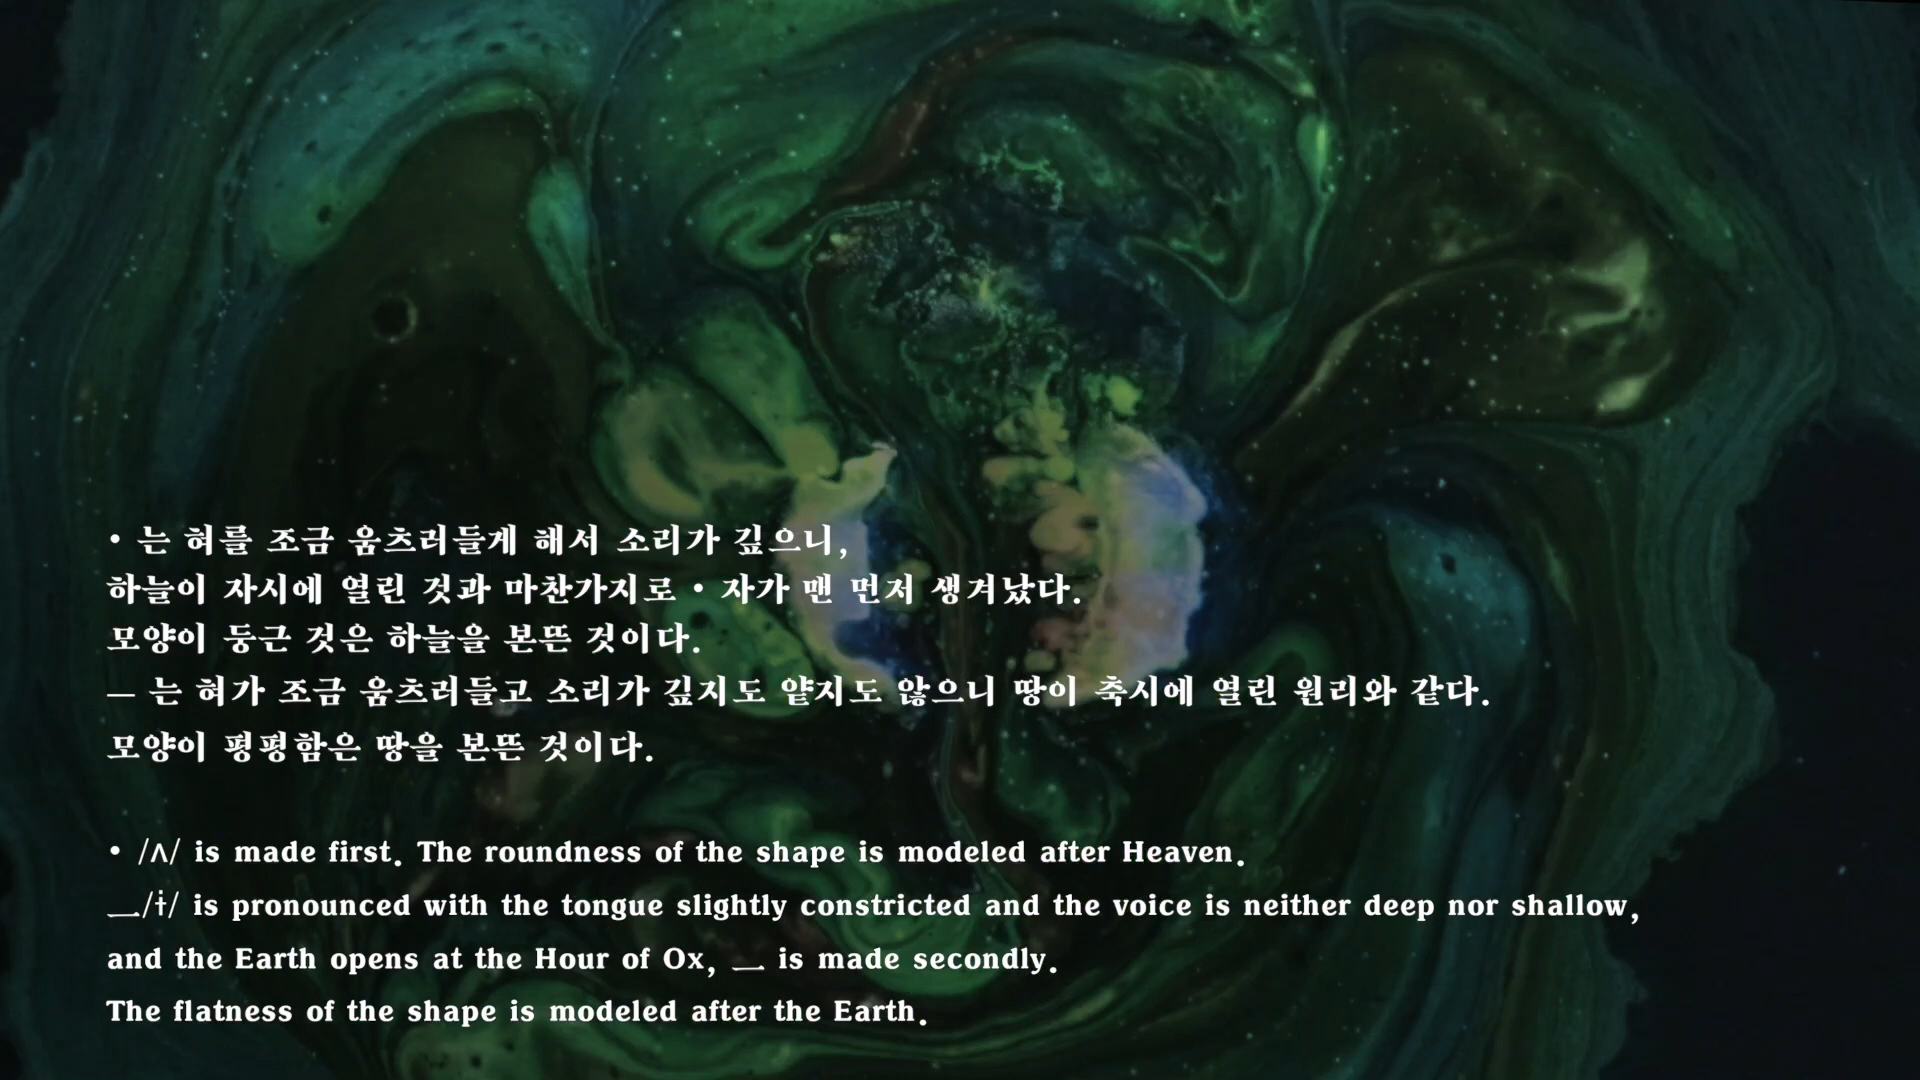 • 는 혀를 조금 움츠러들게 해서 소리가 깊으니,
하늘이 자시에 열린 것과 마찬가지로 • 자가 맨 먼저 생겨났다.
모양이 둥근 것은 하늘을 본뜬 것이다.
ㅡ 는 혀가 조금 움츠러들고 소리가 깊지도 얕지도 않으니 땅이 축시에 열린 원리와 같다.
모양이 평평함은 땅을 본뜬 것이다.
• /ʌ/ is made first. The roundness of the shape is modeled after Heaven.
ㅡ/ɨ/ is pronounced with the tongue slightly constricted and the voice is neither deep nor shallow,
and the Earth opens at the Hour of Ox, ㅡ is made secondly.
The flatness of the shape is modeled after the Earth.